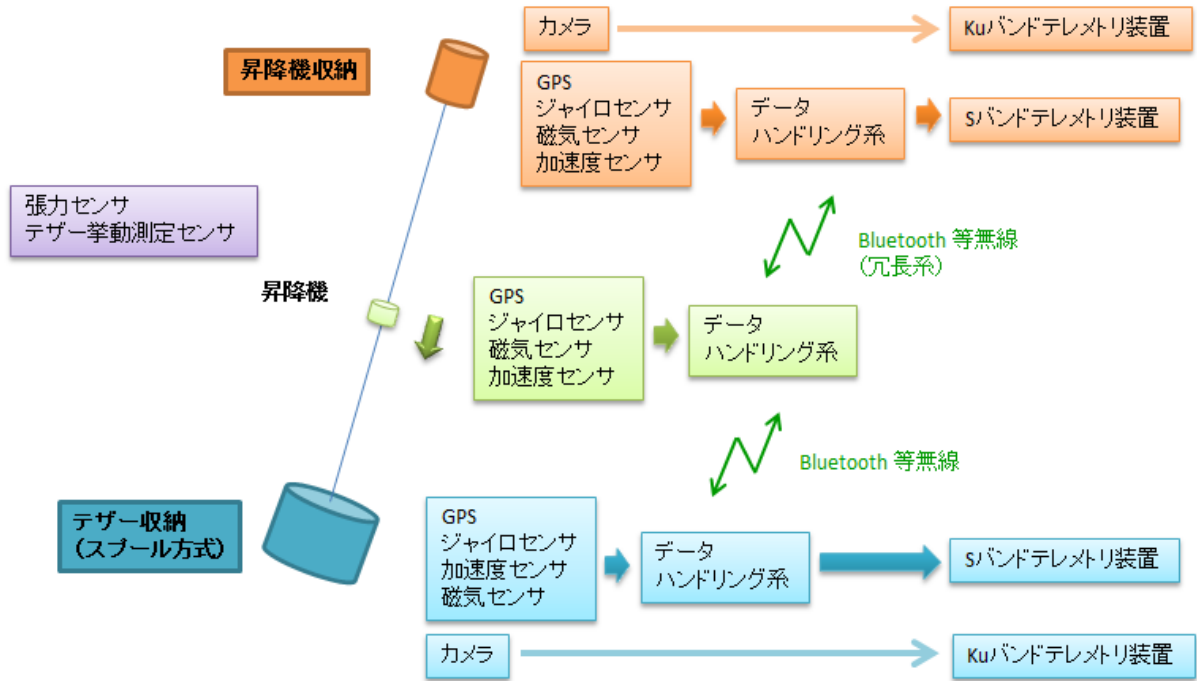 カメラ
Kuバンドテレメトリ装置
昇降機収納
GPS
ジャイロセンサ
磁気センサ
加速度センサ
データ
ハンドリング系
Sバンドテレメトリ装置
張力センサ
テザー挙動測定センサ
Bluetooth 等無線
(冗長系)
昇降機
GPS
ジャイロセンサ
磁気センサ
加速度センサ
データ
ハンドリング系
Bluetooth 等無線
テザー収納
(スプール方式)
GPS
ジャイロセンサ
加速度センサ
磁気センサ
データ
ハンドリング系
Sバンドテレメトリ装置
カメラ
Kuバンドテレメトリ装置